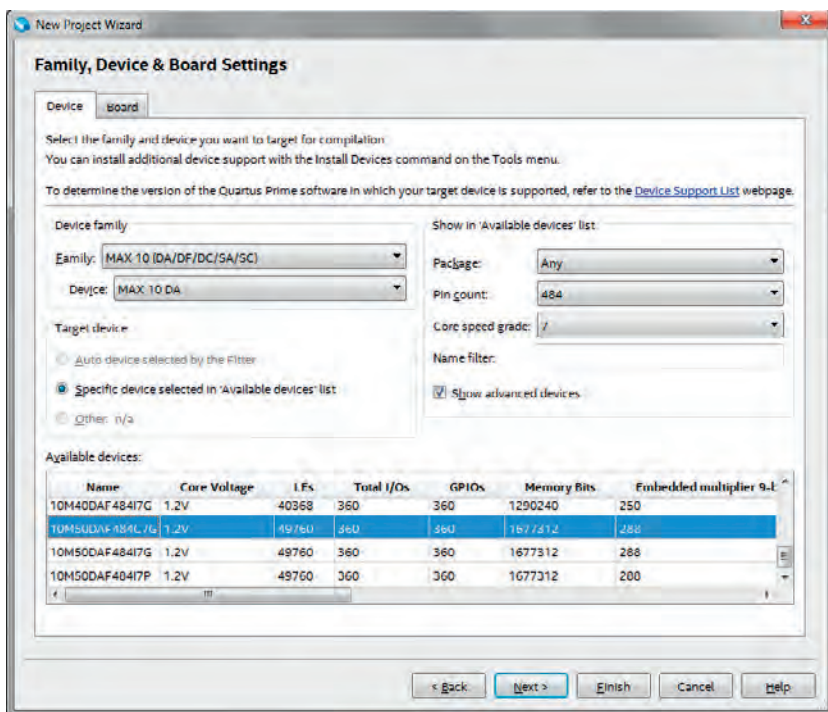 New Project Wizard
Family, Device & Board Settings
Device
Board
Select the family and device you want to target for compilation
You can install additional device support with the Install Devices command on the Tools menu.
To determine the version of the Quartus Prime software in which your target device is supported, refer to the Device Support List webpage.
Device family
Family: MAX 10 (DA/DF/DC/SA/SC)
Device: MAX 10 DA
Target device
Auto device selected by the Fitter
Specific device selected in 'Available devices' list
Other: n/a
Show in 'Available devices' list
Package: Any
Pin count: 484
Core speed grade: 7
Name filter:
Show advanced devices
Available devices:
Name Core Voltage LEs Total I/Os GPIOs Memory Bits Embedded multiplier 9-b
10M40DAF484I7G 1.2V 40368 360 360 1290240 250
10M50DAF484C7G 1.2V 49760 360 360 1677312 288
10M50DAF484I7G 1.2V 49760 360 360 1677312 288
10M50DAF484I7P 1.2V 49760 360 360 1677312 288
< Back
Next >
Finish
Cancel
Help